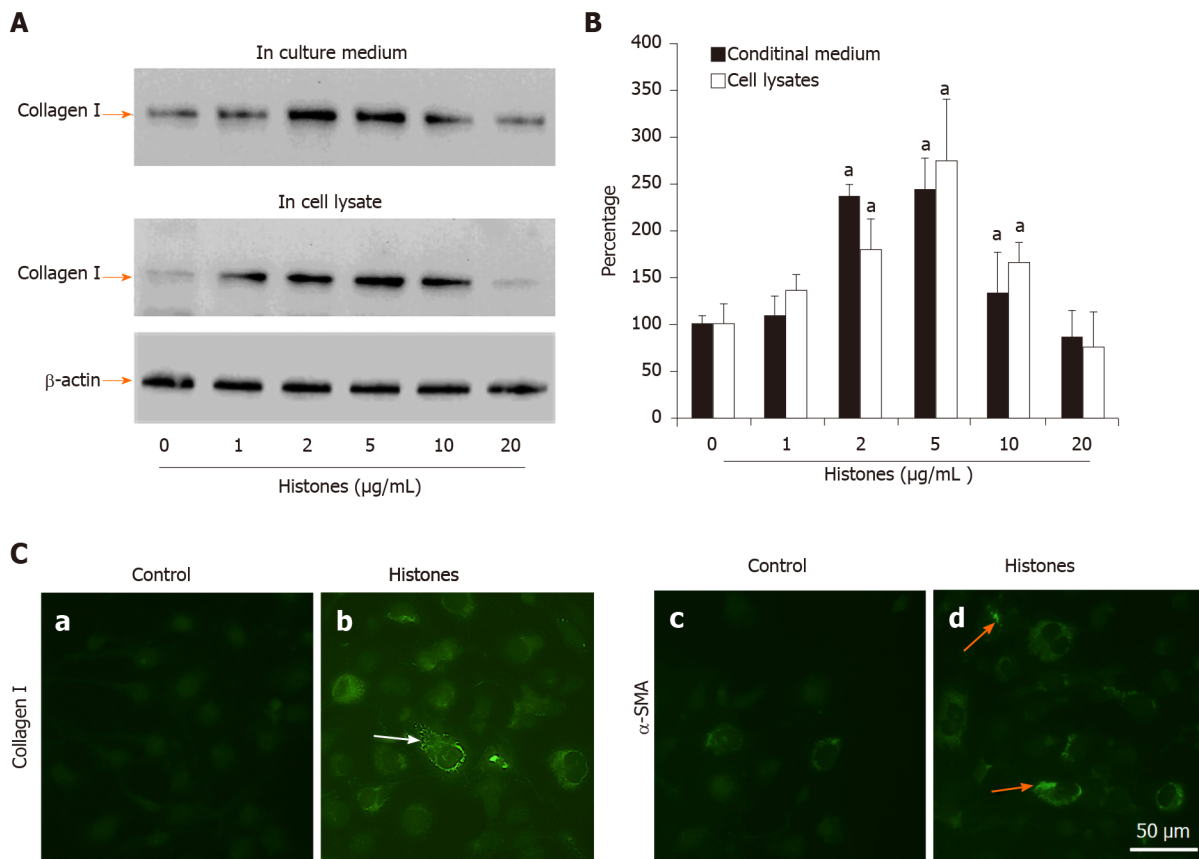 A
In culture medium
Collagen I
In cell lysate
Collagen I
β-actin
0 1 2 5 10 20
Histones (µg/mL)
B
400
350
300
250
200
150
100
50
0
Percentage
Conditinal medium
Cell lysates
a
a
a
a
a
a
0 1 2 5 10 20
Histones (µg/mL )
C
Control Histones
Collagen I
a
b
Control Histones
α-SMA
c
d
50 µm